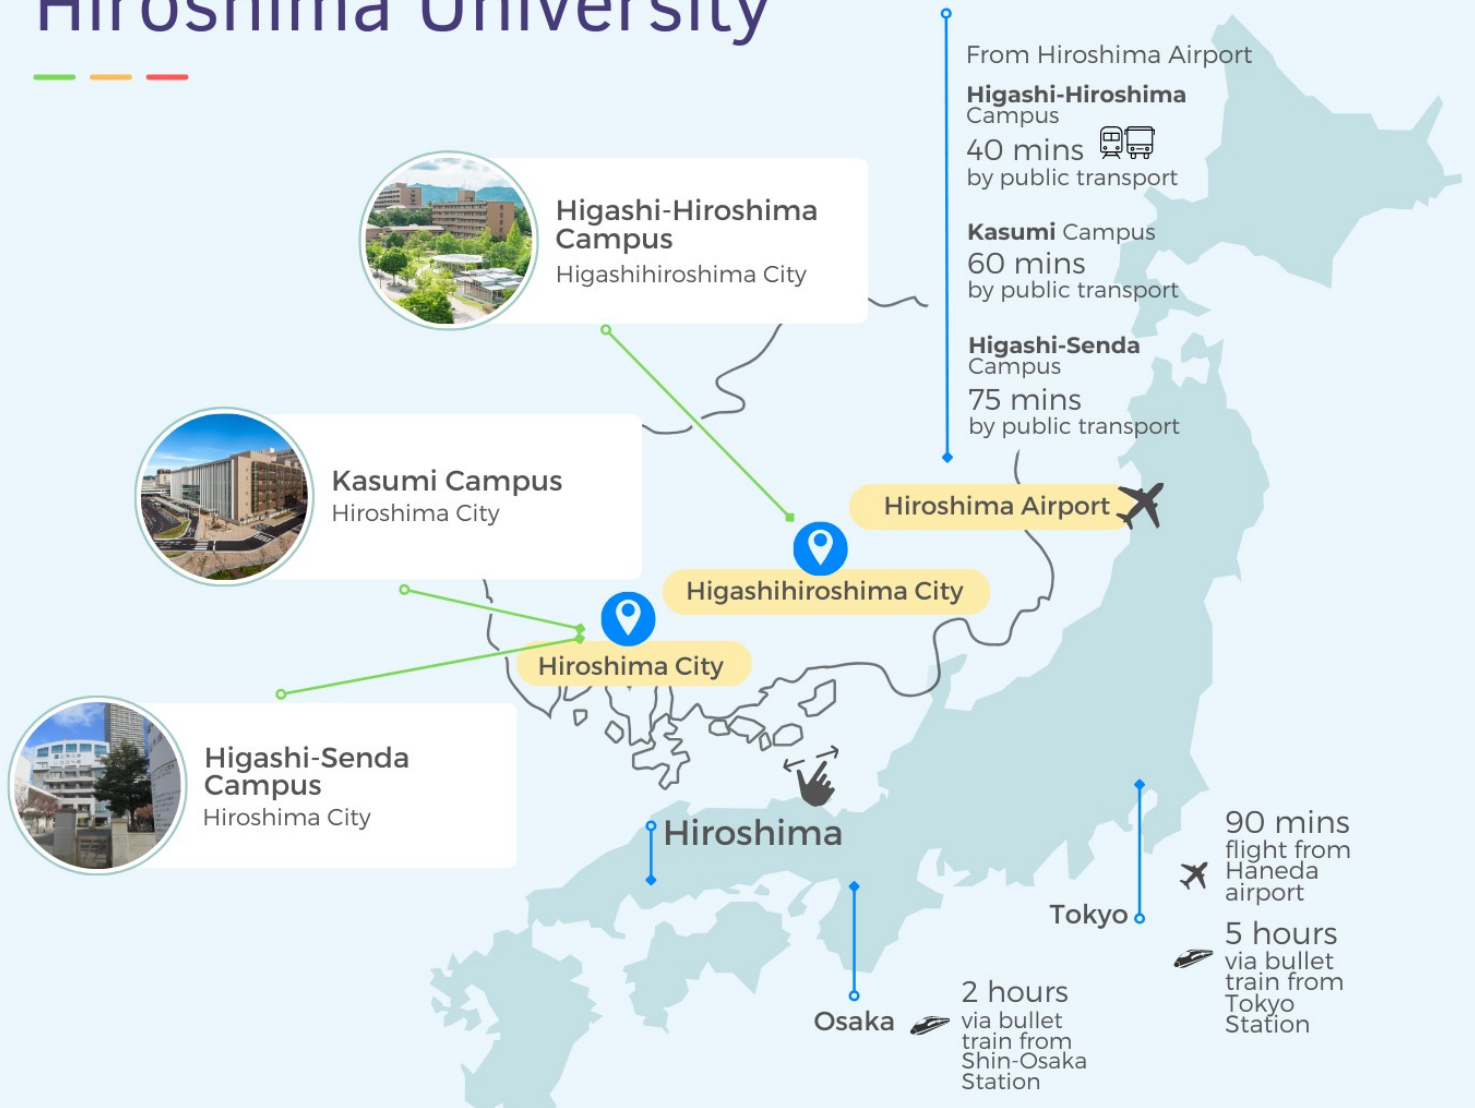 Hiroshima University
From Hiroshima Airport
Higashi-Hiroshima
Campus
40 mins
by public transport
Kasumi Campus
60 mins
by public transport
Higashi-Senda
Campus
75 mins
by public transport
Higashi-Hiroshima
Campus
Higashihiroshima City
Kasumi Campus
Hiroshima City
Higashi-Senda
Campus
Hiroshima City
Hiroshima Airport
Higashihiroshima City
Hiroshima City
Hiroshima
Tokyo
90 mins
flight from
Haneda
airport
5 hours
via bullet
train from
Tokyo
Station
Osaka
2 hours
via bullet
train from
Shin-Osaka
Station